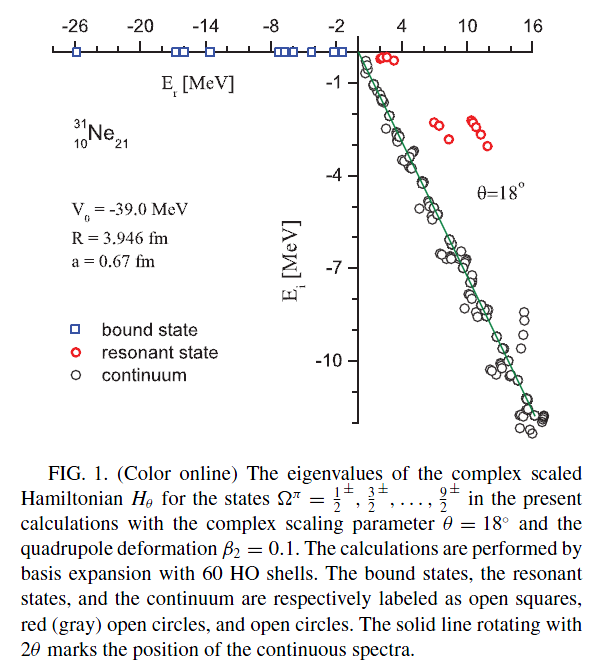 -26 -20 -14 -8 -2 4 10 16
E_r [MeV]
-1
³¹₁₀Ne₂₁
-4
θ=18°
V₀ = -39.0 MeV
R = 3.946 fm
a = 0.67 fm
E_i [MeV]
-7
bound state
resonant state
-10
continuum
FIG. 1. (Color online) The eigenvalues of the complex scaled
Hamiltonian H_θ for the states Ω^π = 1/2^±, 3/2^±, . . . , 9/2^± in the present
calculations with the complex scaling parameter θ = 18° and the
quadrupole deformation β₂ = 0.1. The calculations are performed by
basis expansion with 60 HO shells. The bound states, the resonant
states, and the continuum are respectively labeled as open squares,
red (gray) open circles, and open circles. The solid line rotating with
2θ marks the position of the continuous spectra.